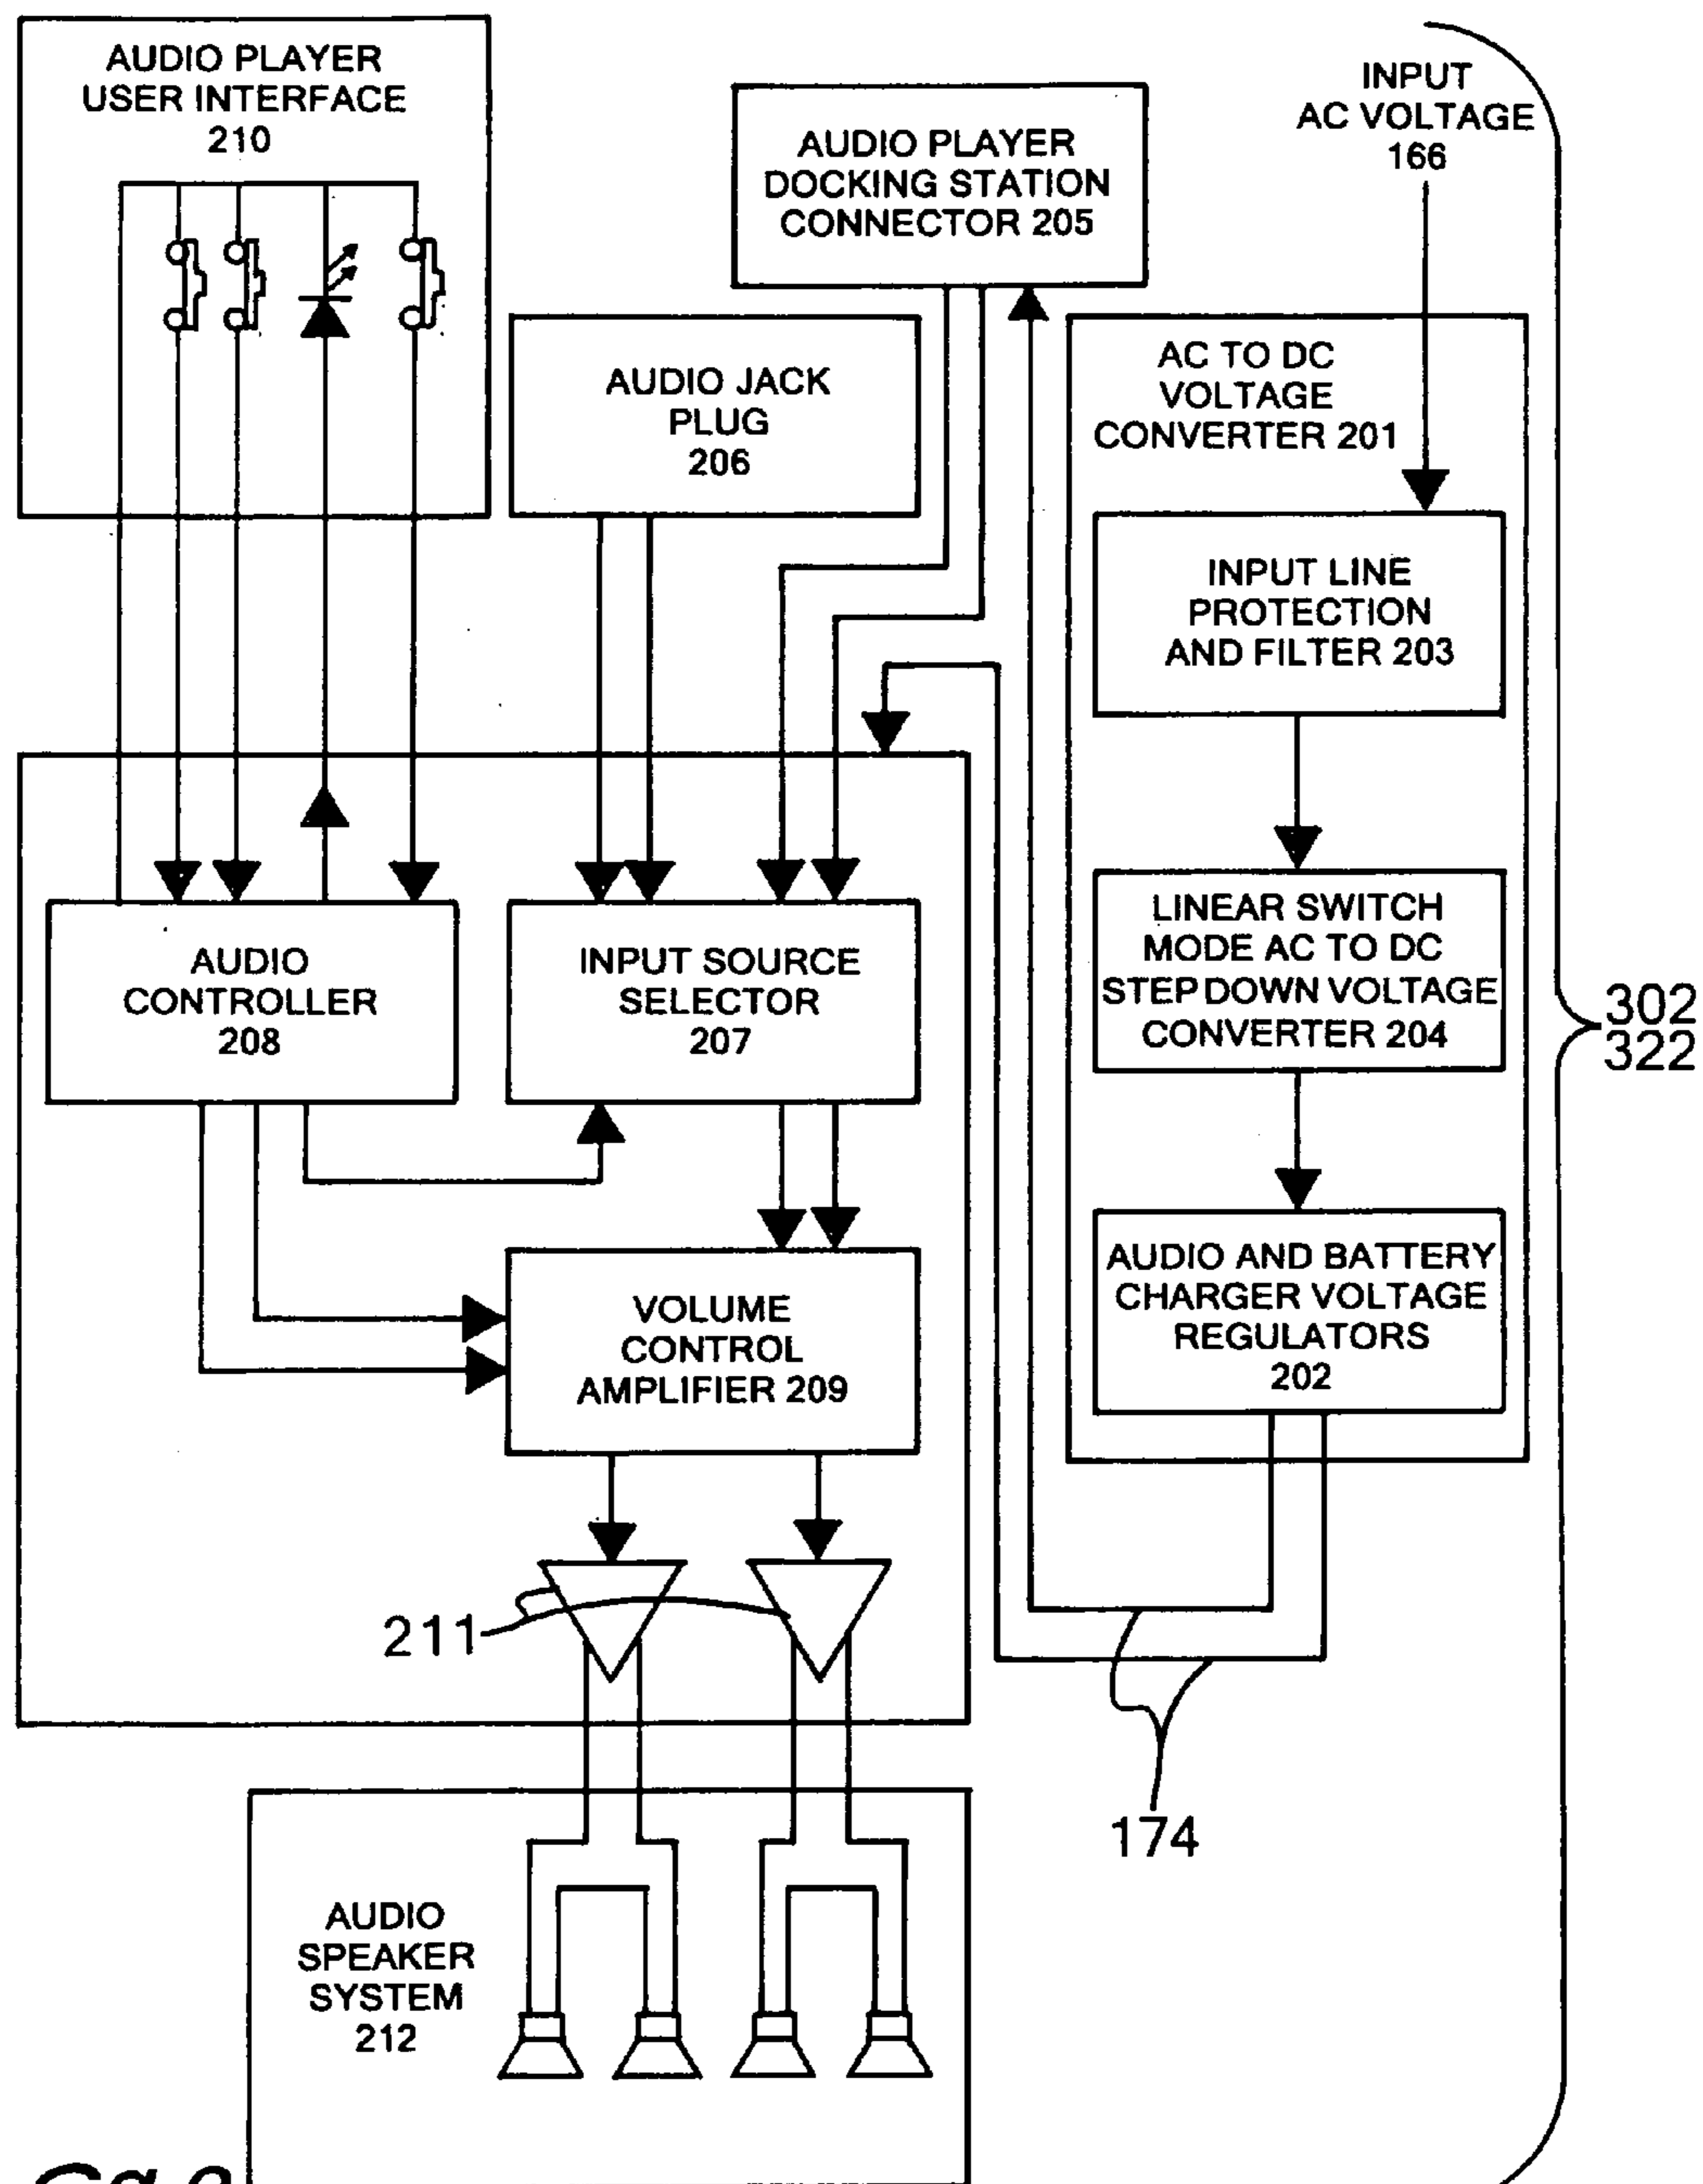 AUDIO PLAYER
USER INTERFACE
210
AUDIO PLAYER
DOCKING STATION
CONNECTOR 205
INPUT
AC VOLTAGE
166
AUDIO JACK
PLUG
206
AC TO DC
VOLTAGE
CONVERTER 201
INPUT LINE
PROTECTION
AND FILTER 203
AUDIO
CONTROLLER
208
INPUT SOURCE
SELECTOR
207
LINEAR SWITCH
MODE AC TO DC
STEP DOWN VOLTAGE
CONVERTER 204
302
322
VOLUME
CONTROL
AMPLIFIER 209
AUDIO AND BATTERY
CHARGER VOLTAGE
REGULATORS
202
211
174
AUDIO
SPEAKER
SYSTEM
212